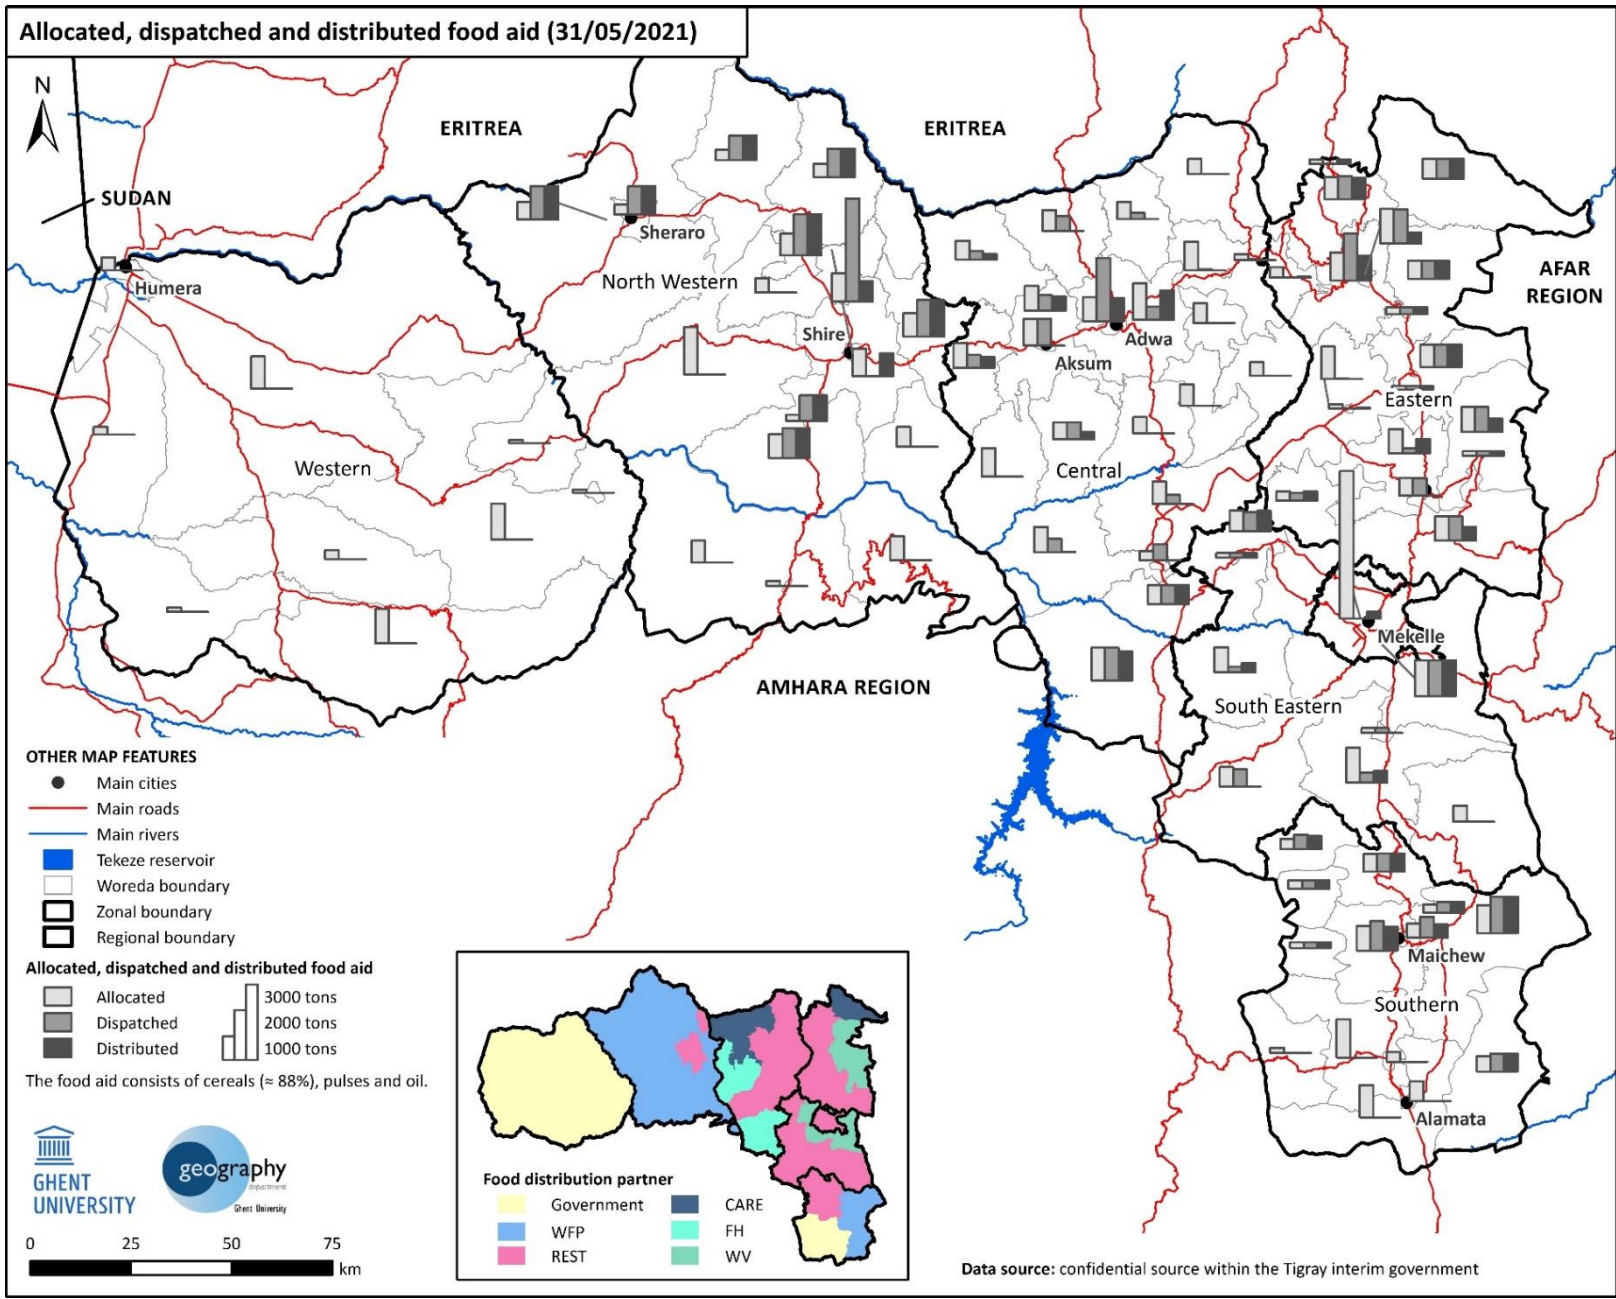 Allocated, dispatched and distributed food aid (31/05/2021)
N
ERITREA
ERITREA
SUDAN
Sheraro
AFAR
REGION
North Western
Humera
Shire
Adwa
Aksum
Eastern
Western
Central
Mekelle
AMHARA REGION
South Eastern
Maichew
Southern
Alamata
OTHER MAP FEATURES
Main cities
Main roads
Main rivers
Tekeze reservoir
Woreda boundary
Zonal boundary
Regional boundary
Allocated, dispatched and distributed food aid
Allocated
Dispatched
Distributed
3000 tons
2000 tons
1000 tons
The food aid consists of cereals (≈ 88%), pulses and oil.
GHENT
UNIVERSITY
geography
department
Ghent University
0 25 50 75
km
Food distribution partner
Government
WFP
REST
CARE
FH
WV
Data source: confidential source within the Tigray interim government